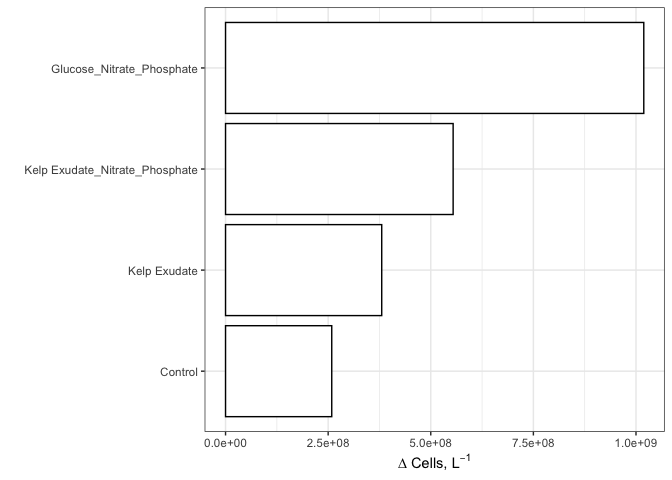 Glucose_Nitrate_Phosphate
Kelp Exudate_Nitrate_Phosphate
Kelp Exudate
Control
0.0e+00 2.5e+08 5.0e+08 7.5e+08 1.0e+09
Δ Cells, L⁻¹